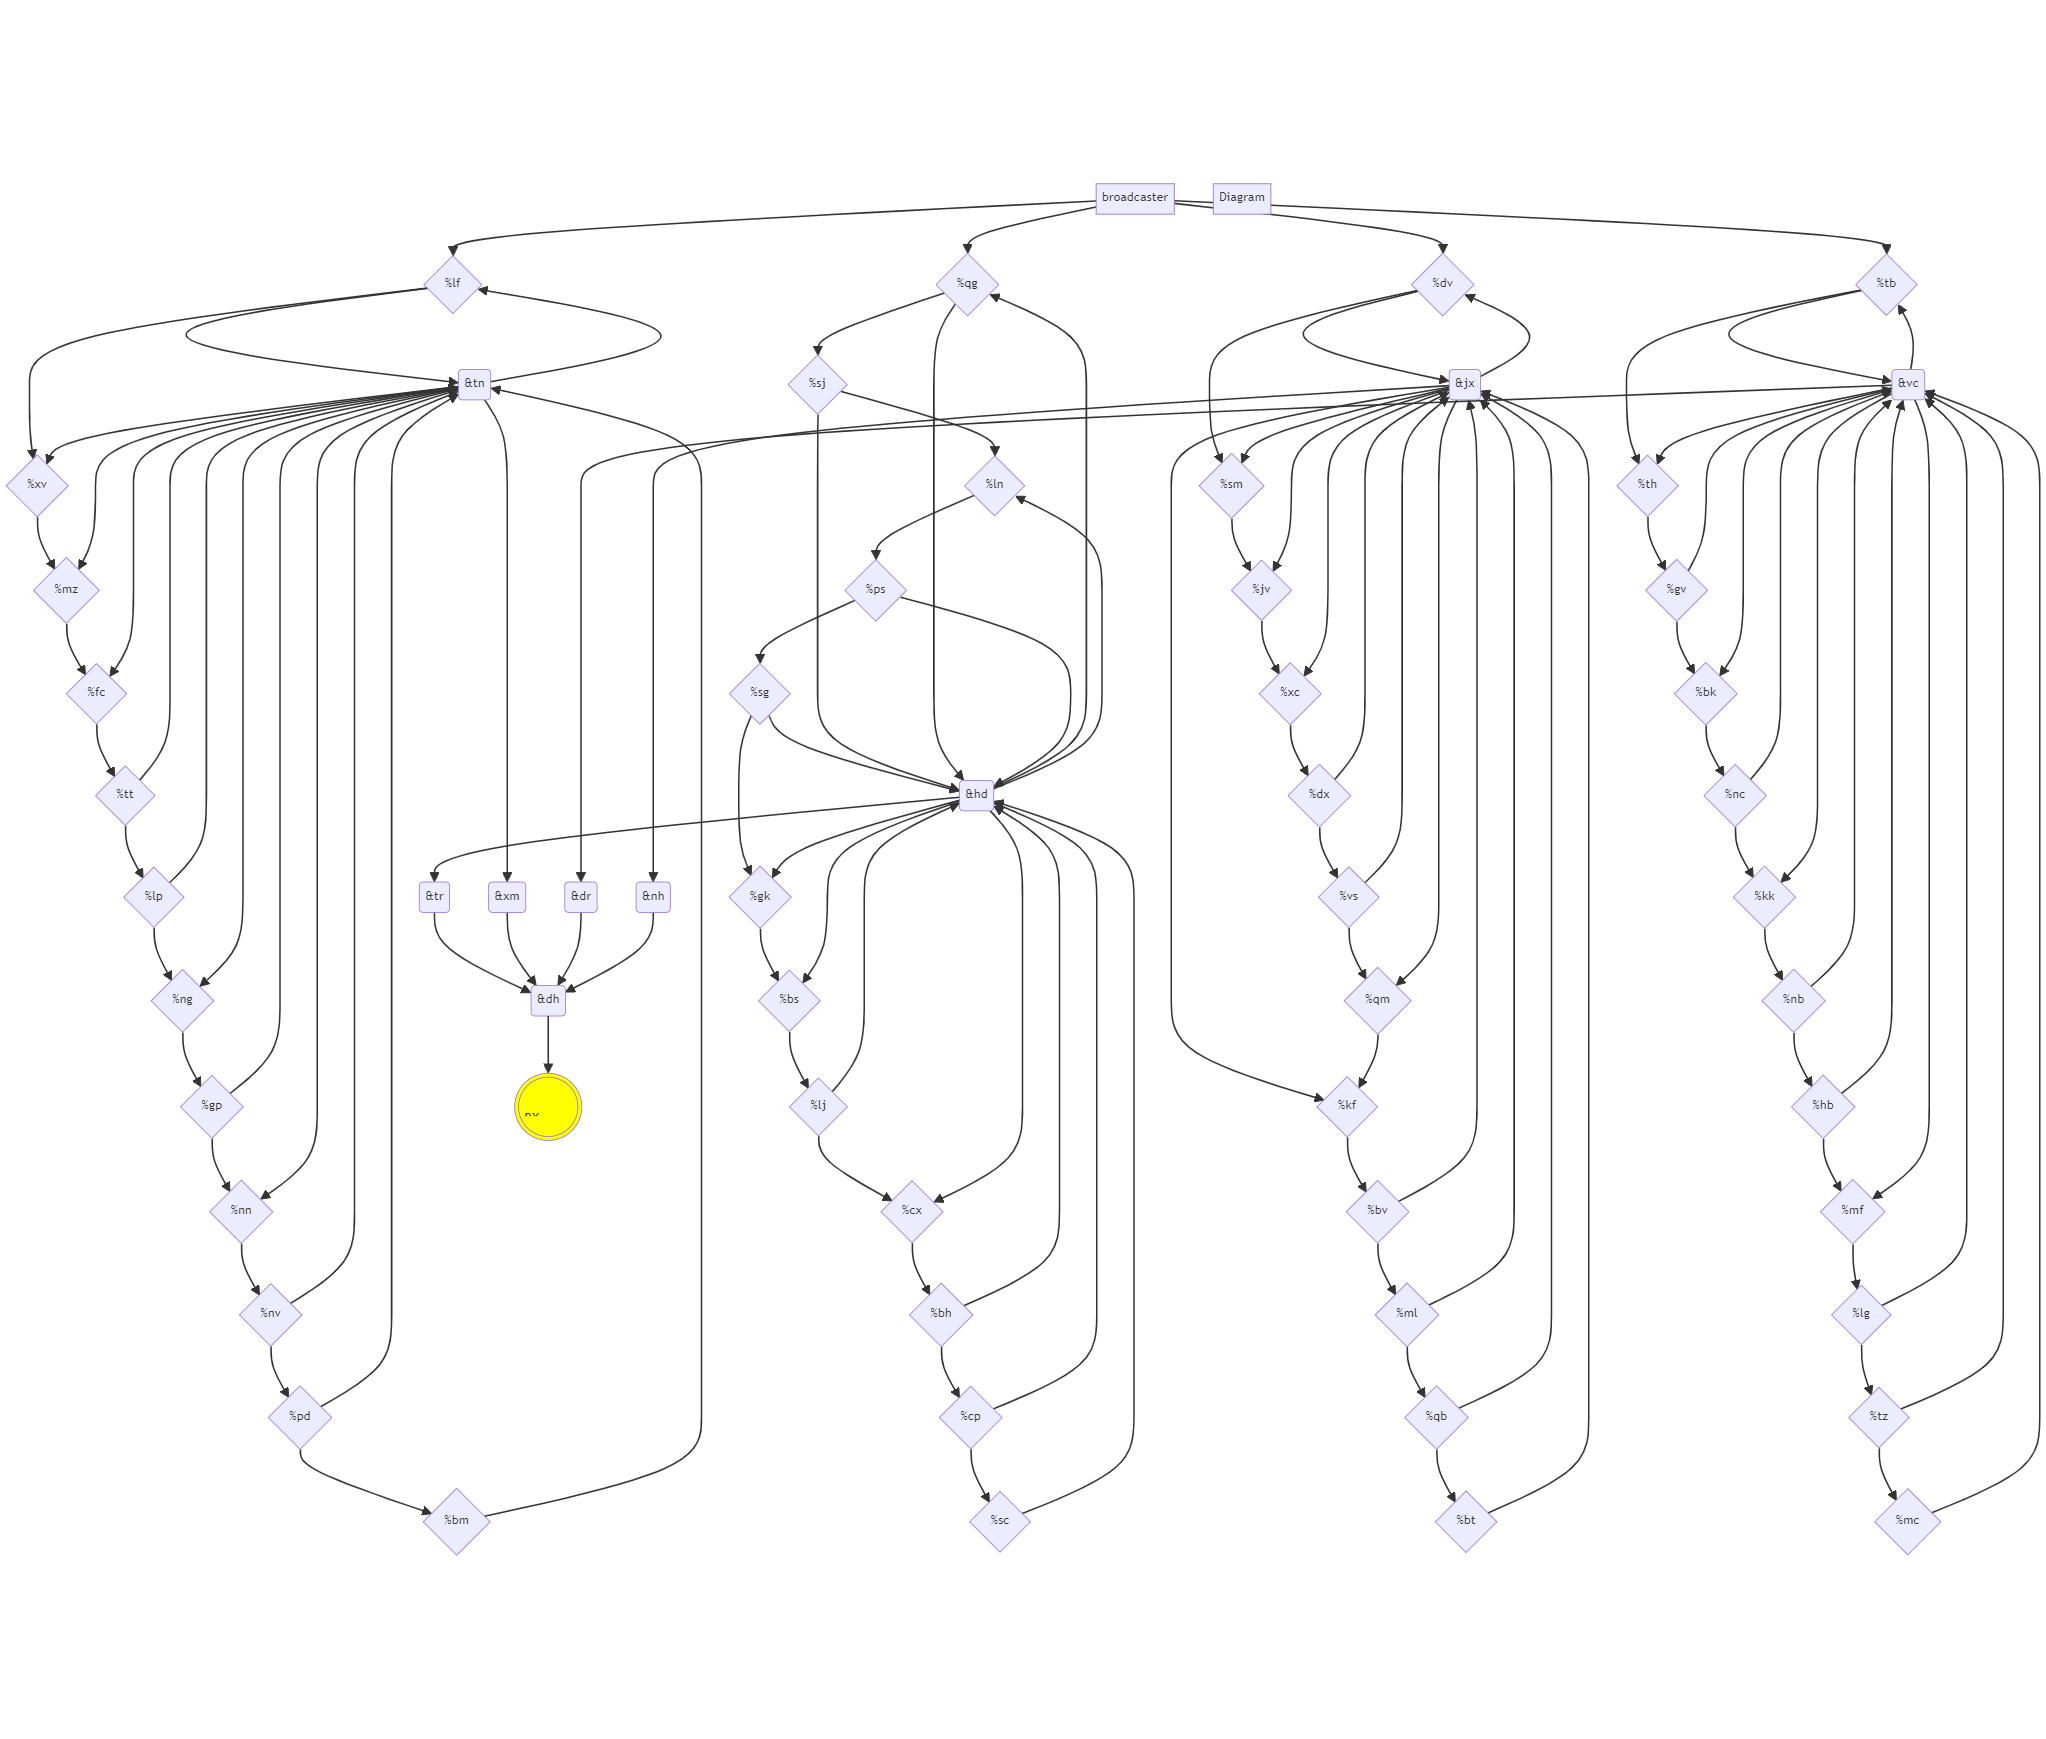 broadcaster
Diagram
%lf
%qg
%dv
%tb
&tn
%sj
&jx
&vc
%xv
%ln
%sm
%th
%mz
%ps
%jv
%gv
%fc
%sg
%xc
%bk
%tt
&hd
%dx
%nc
%lp
&tr
&xm
&dr
&nh
%gk
%vs
%kk
%ng
&dh
%bs
%qm
%nb
%gp
%lj
%kf
%hb
%nn
%cx
%bv
%mf
%nv
%bh
%ml
%lg
%pd
%cp
%qb
%tz
%bm
%sc
%bt
%mc